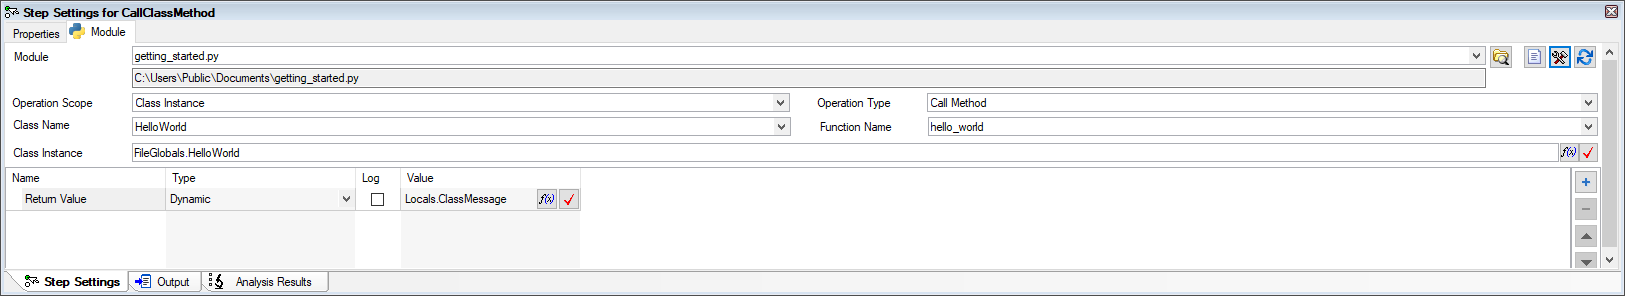 Step Settings for CallClassMethod
Properties Module
Module getting_started.py
C:\Users\Public\Documents\getting_started.py
Operation Scope Class Instance Operation Type Call Method
Class Name HelloWorld Function Name hello_world
Class Instance FileGlobals.HelloWorld f(x)
Name Type Log Value
Return Value Dynamic Locals.ClassMessage f(x)
Step Settings Output Analysis Results